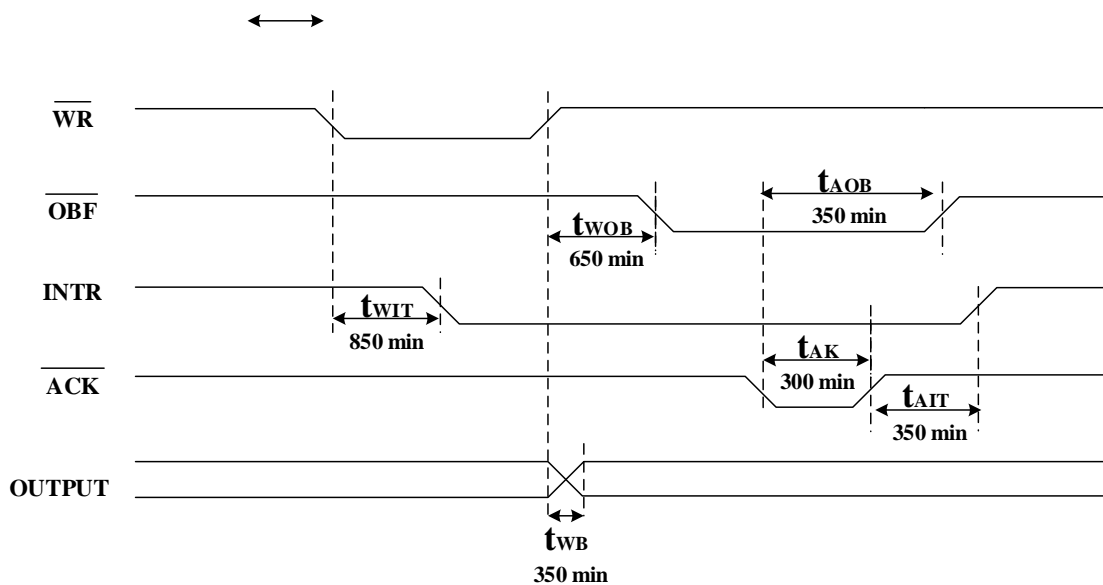 WR
OBF
tAOB
350 min
tWOB
650 min
INTR
tWIT
850 min
tAK
300 min
ACK
tAIT
350 min
OUTPUT
tWB
350 min